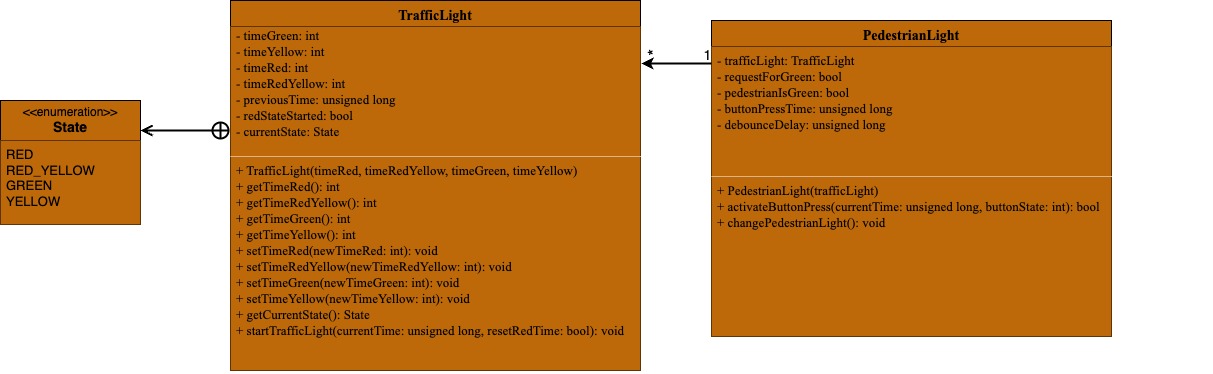 <<enumeration>>
State
RED
RED_YELLOW
GREEN
YELLOW
TrafficLight
- timeGreen: int
- timeYellow: int
- timeRed: int
- timeRedYellow: int
- previousTime: unsigned long
- redStateStarted: bool
- currentState: State
+ TrafficLight(timeRed, timeRedYellow, timeGreen, timeYellow)
+ getTimeRed(): int
+ getTimeRedYellow(): int
+ getTimeGreen(): int
+ getTimeYellow(): int
+ setTimeRed(newTimeRed: int): void
+ setTimeRedYellow(newTimeRedYellow: int): void
+ setTimeGreen(newTimeGreen: int): void
+ setTimeYellow(newTimeYellow: int): void
+ getCurrentState(): State
+ startTrafficLight(currentTime: unsigned long, resetRedTime: bool): void
* 1
PedestrianLight
- trafficLight: TrafficLight
- requestForGreen: bool
- pedestrianIsGreen: bool
- buttonPressTime: unsigned long
- debounceDelay: unsigned long
+ PedestrianLight(trafficLight)
+ activateButtonPress(currentTime: unsigned long, buttonState: int): bool
+ changePedestrianLight(): void